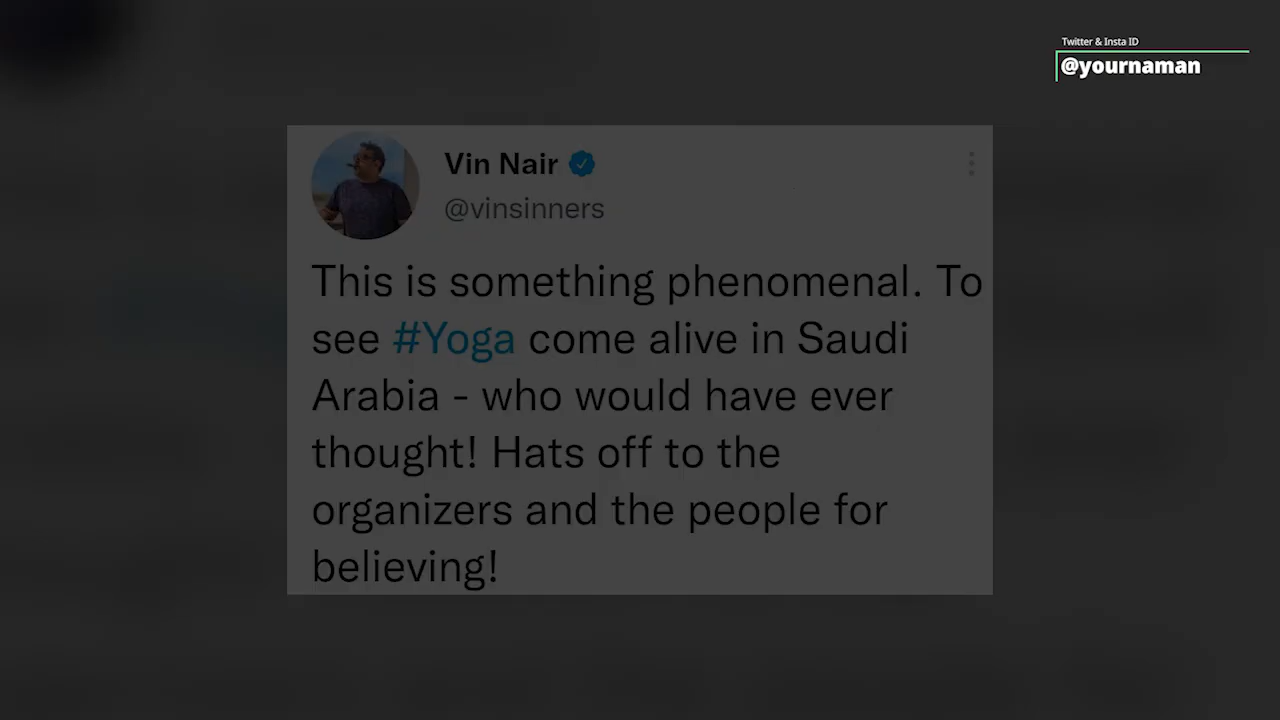 Twitter & Insta ID
@yournaman
Vin Nair
@vinsinners
This is something phenomenal. To
see #Yoga come alive in Saudi
Arabia - who would have ever
thought! Hats off to the
organizers and the people for
believing!